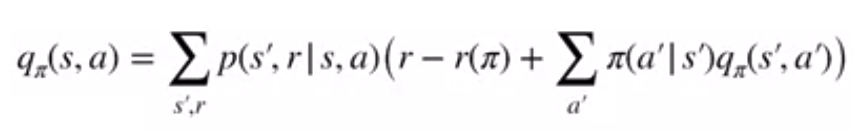 qπ(s, a) = ∑s′,r p(s′, r | s, a)(r − r(π) + ∑a′ π(a′ | s′)qπ(s′, a′))